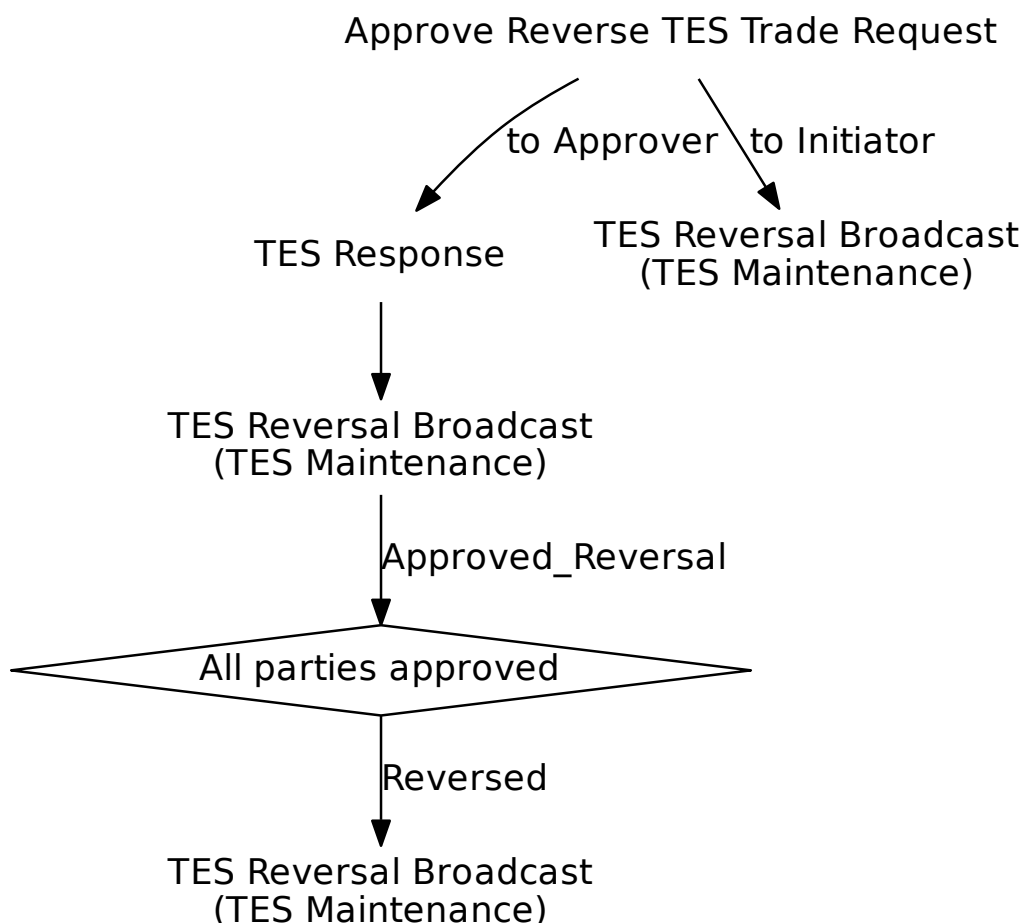 Approve Reverse TES Trade Request
to Approver
to Initiator
TES Response
TES Reversal Broadcast
(TES Maintenance)
TES Reversal Broadcast
(TES Maintenance)
Approved_Reversal
All parties approved
Reversed
TES Reversal Broadcast
(TES Maintenance)